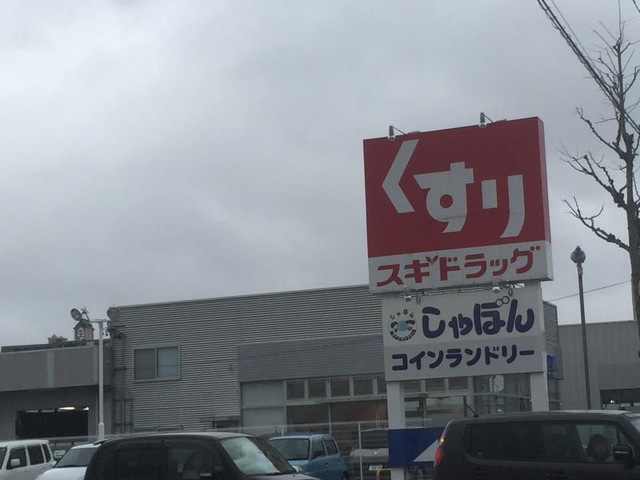 くすり
スギドラッグ
しゃぼん
コインランドリー